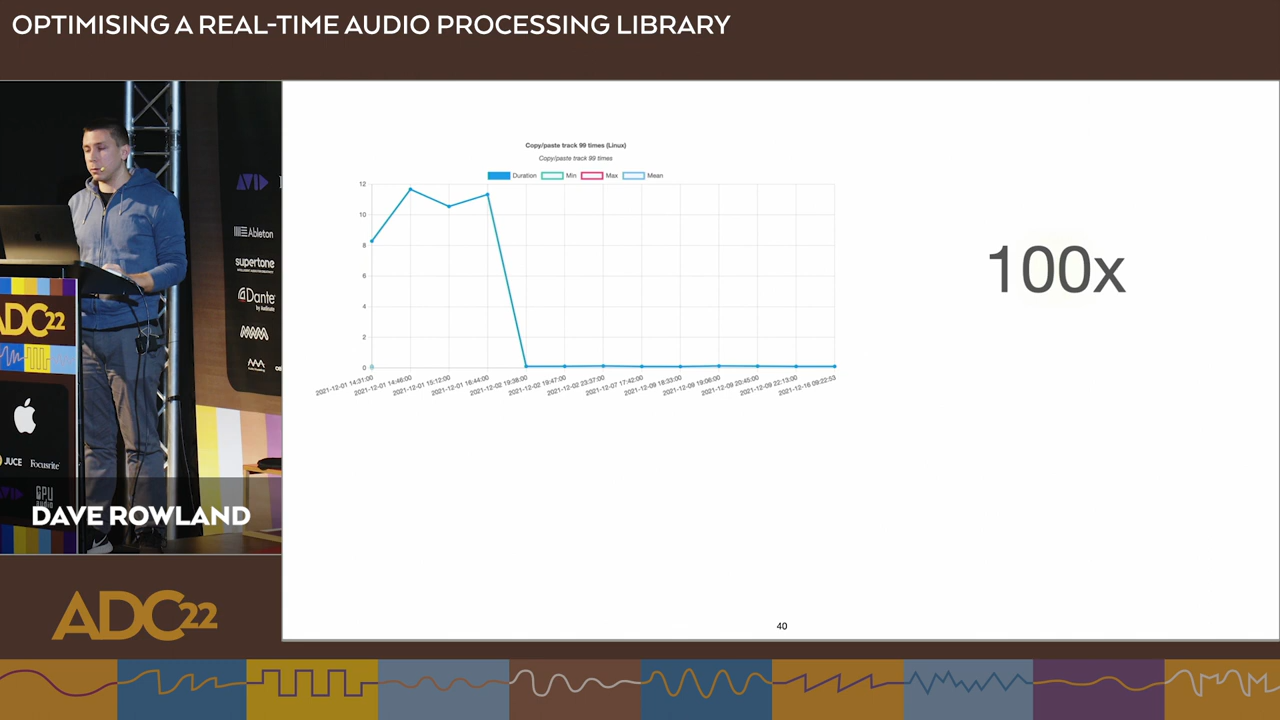 OPTIMISING A REAL-TIME AUDIO PROCESSING LIBRARY
Copy/paste track 99 times (Linux)
Copy/paste track 99 times
Duration Min Max Mean
12
10
8
6
4
2
0
2021-12-01 14:31:00
2021-12-01 14:46:00
2021-12-01 15:12:00
2021-12-01 16:44:00
2021-12-02 19:38:00
2021-12-02 19:47:00
2021-12-02 23:37:00
2021-12-07 17:42:00
2021-12-09 16:33:00
2021-12-09 19:06:00
2021-12-09 20:45:00
2021-12-09 22:13:00
2021-12-16 09:22:53
100x
40
AVID
Ableton
supertone
Dante
ADC22
JUCE Focusrite
GPU
audio
DAVE ROWLAND
ADC22